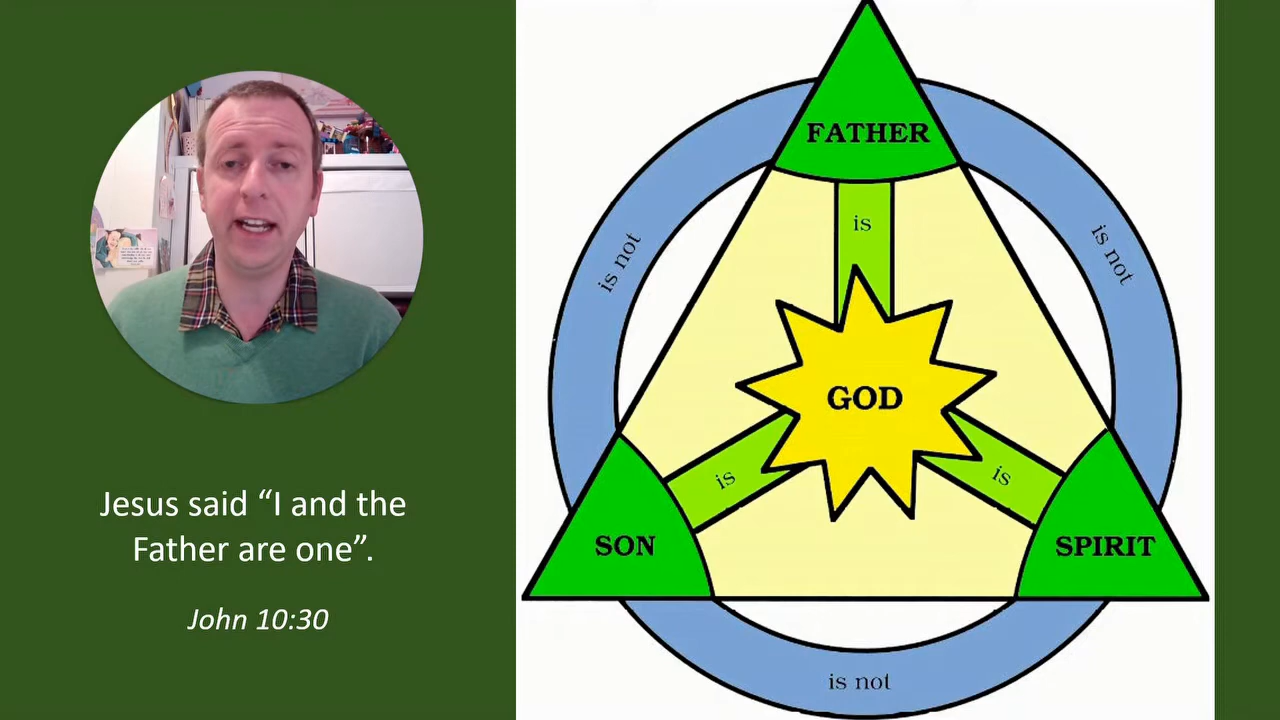 Jesus said “I and the
Father are one”.
John 10:30
FATHER
is
is not
is not
GOD
is
is
SON
SPIRIT
is not